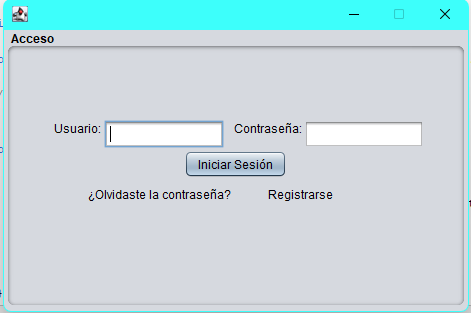 Acceso
Usuario: Contraseña:
Iniciar Sesión
¿Olvidaste la contraseña? Registrarse